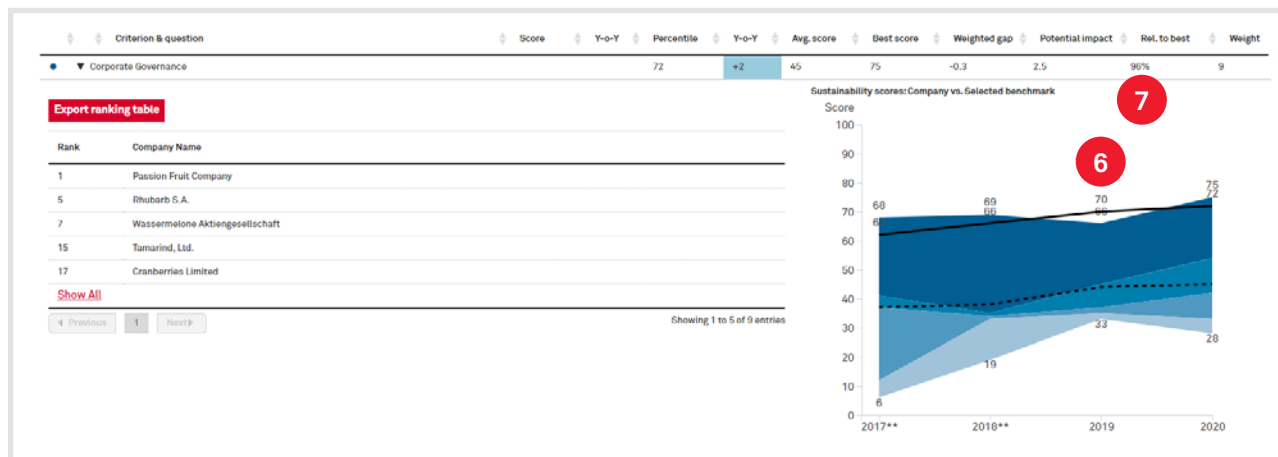 Criterion & question Score Y-o-Y Percentile Y-o-Y Avg. score Best score Weighted gap Potential impact Rel. to best Weight
▼ Corporate Governance 72 +2 45 75 -0.3 2.5 96% 9
Export ranking table
Rank Company Name
1 Passion Fruit Company
5 Rhubarb S.A.
7 Wassermelone Aktiengesellschaft
15 Tamarind, Ltd.
17 Cranberries Limited
Show All
Previous 1 Next
Showing 1 to 5 of 9 entries
Sustainability scores: Company vs. Selected benchmark
7
6
Score
100
90
80
70
60
50
40
30
20
10
0
68
69
66
70
66
75
72
6
19
33
28
2017** 2018** 2019 2020